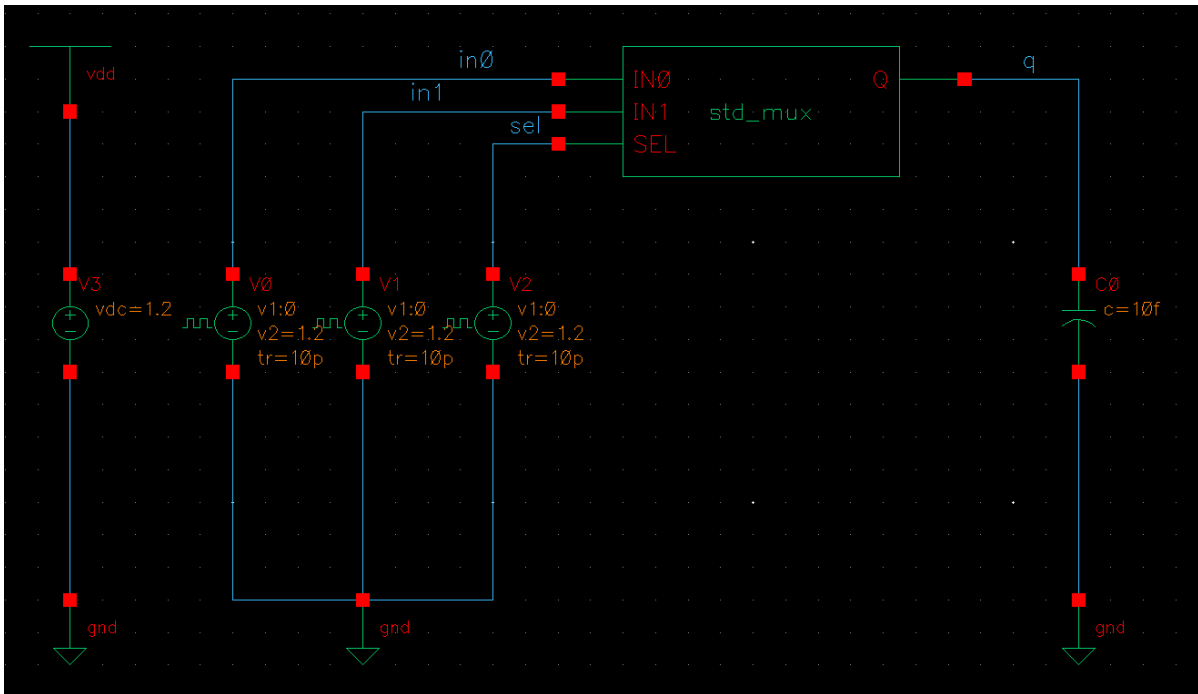 vdd
in0
in1
sel
IN0
IN1
SEL
std_mux
Q
q
V3
vdc=1.2
V0
v1:0
v2=1.2
tr=10p
V1
v1:0
v2=1.2
tr=10p
V2
v1:0
v2=1.2
tr=10p
C0
c=10f
gnd
gnd
gnd